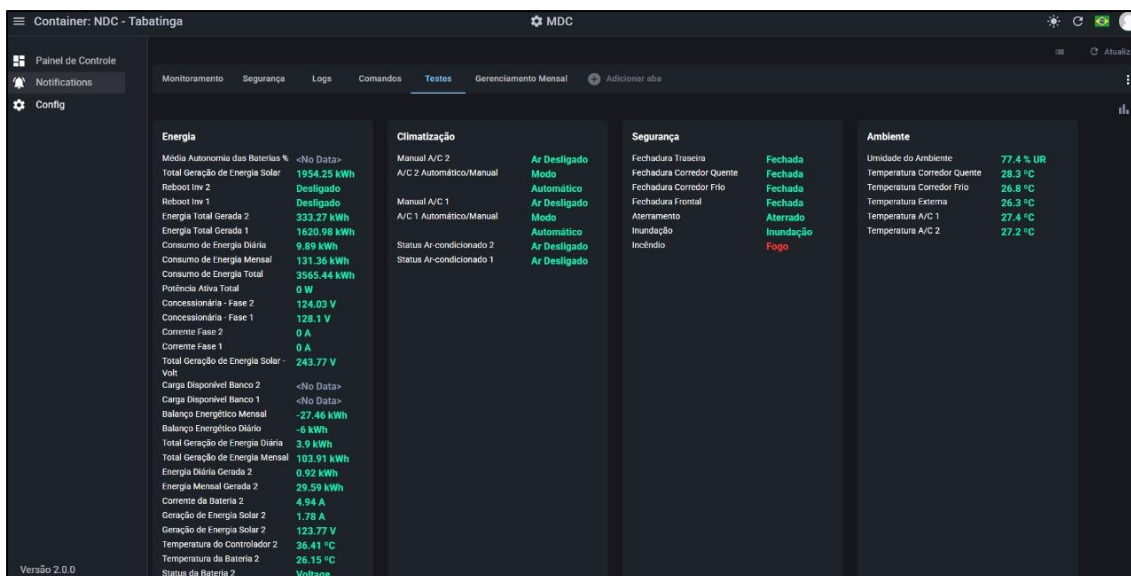 Container: NDC - Tabatinga
MDC
Painel de Controle
Notifications
Config
Atualiz
Monitoramento Segurança Logs Comandos Testes Gerenciamento Mensal Adicionar aba
Energia
Média Autonomia das Baterias % <No Data>
Total Geração de Energia Solar 1954.25 kWh
Reboot Inv 2 Desligado
Reboot Inv 1 Desligado
Energia Total Gerada 2 333.27 kWh
Energia Total Gerada 1 1620.98 kWh
Consumo de Energia Diária 9.89 kWh
Consumo de Energia Mensal 131.36 kWh
Consumo de Energia Total 3565.44 kWh
Potência Ativa Total 0 W
Concessionária - Fase 2 124.03 V
Concessionária - Fase 1 128.1 V
Corrente Fase 2 0 A
Corrente Fase 1 0 A
Total Geração de Energia Solar - 243.77 V
Volt
Carga Disponível Banco 2 <No Data>
Carga Disponível Banco 1 <No Data>
Balanço Energético Mensal -27.46 kWh
Balanço Energético Diário -6 kWh
Total Geração de Energia Diária 3.9 kWh
Total Geração de Energia Mensal 103.91 kWh
Energia Diária Gerada 2 0.92 kWh
Energia Mensal Gerada 2 29.59 kWh
Corrente da Bateria 2 4.94 A
Geração de Energia Solar 2 1.78 A
Geração de Energia Solar 2 123.77 V
Temperatura do Controlador 2 36.41 ºC
Temperatura da Bateria 2 26.15 ºC
Status da Bateria 2 Voltage
Climatização
Manual A/C 2 Ar Desligado
A/C 2 Automático/Manual Modo
Automático
Manual A/C 1 Ar Desligado
A/C 1 Automático/Manual Modo
Automático
Status Ar-condicionado 2 Ar Desligado
Status Ar-condicionado 1 Ar Desligado
Segurança
Fechadura Traseira Fechada
Fechadura Corredor Quente Fechada
Fechadura Corredor Frio Fechada
Fechadura Frontal Fechada
Aterramento Aterrado
Inundação Inundação
Incêndio Fogo
Ambiente
Umidade do Ambiente 77.4 % UR
Temperatura Corredor Quente 28.3 ºC
Temperatura Corredor Frio 26.8 ºC
Temperatura Externa 26.3 ºC
Temperatura A/C 1 27.4 ºC
Temperatura A/C 2 27.2 ºC
Versão 2.0.0